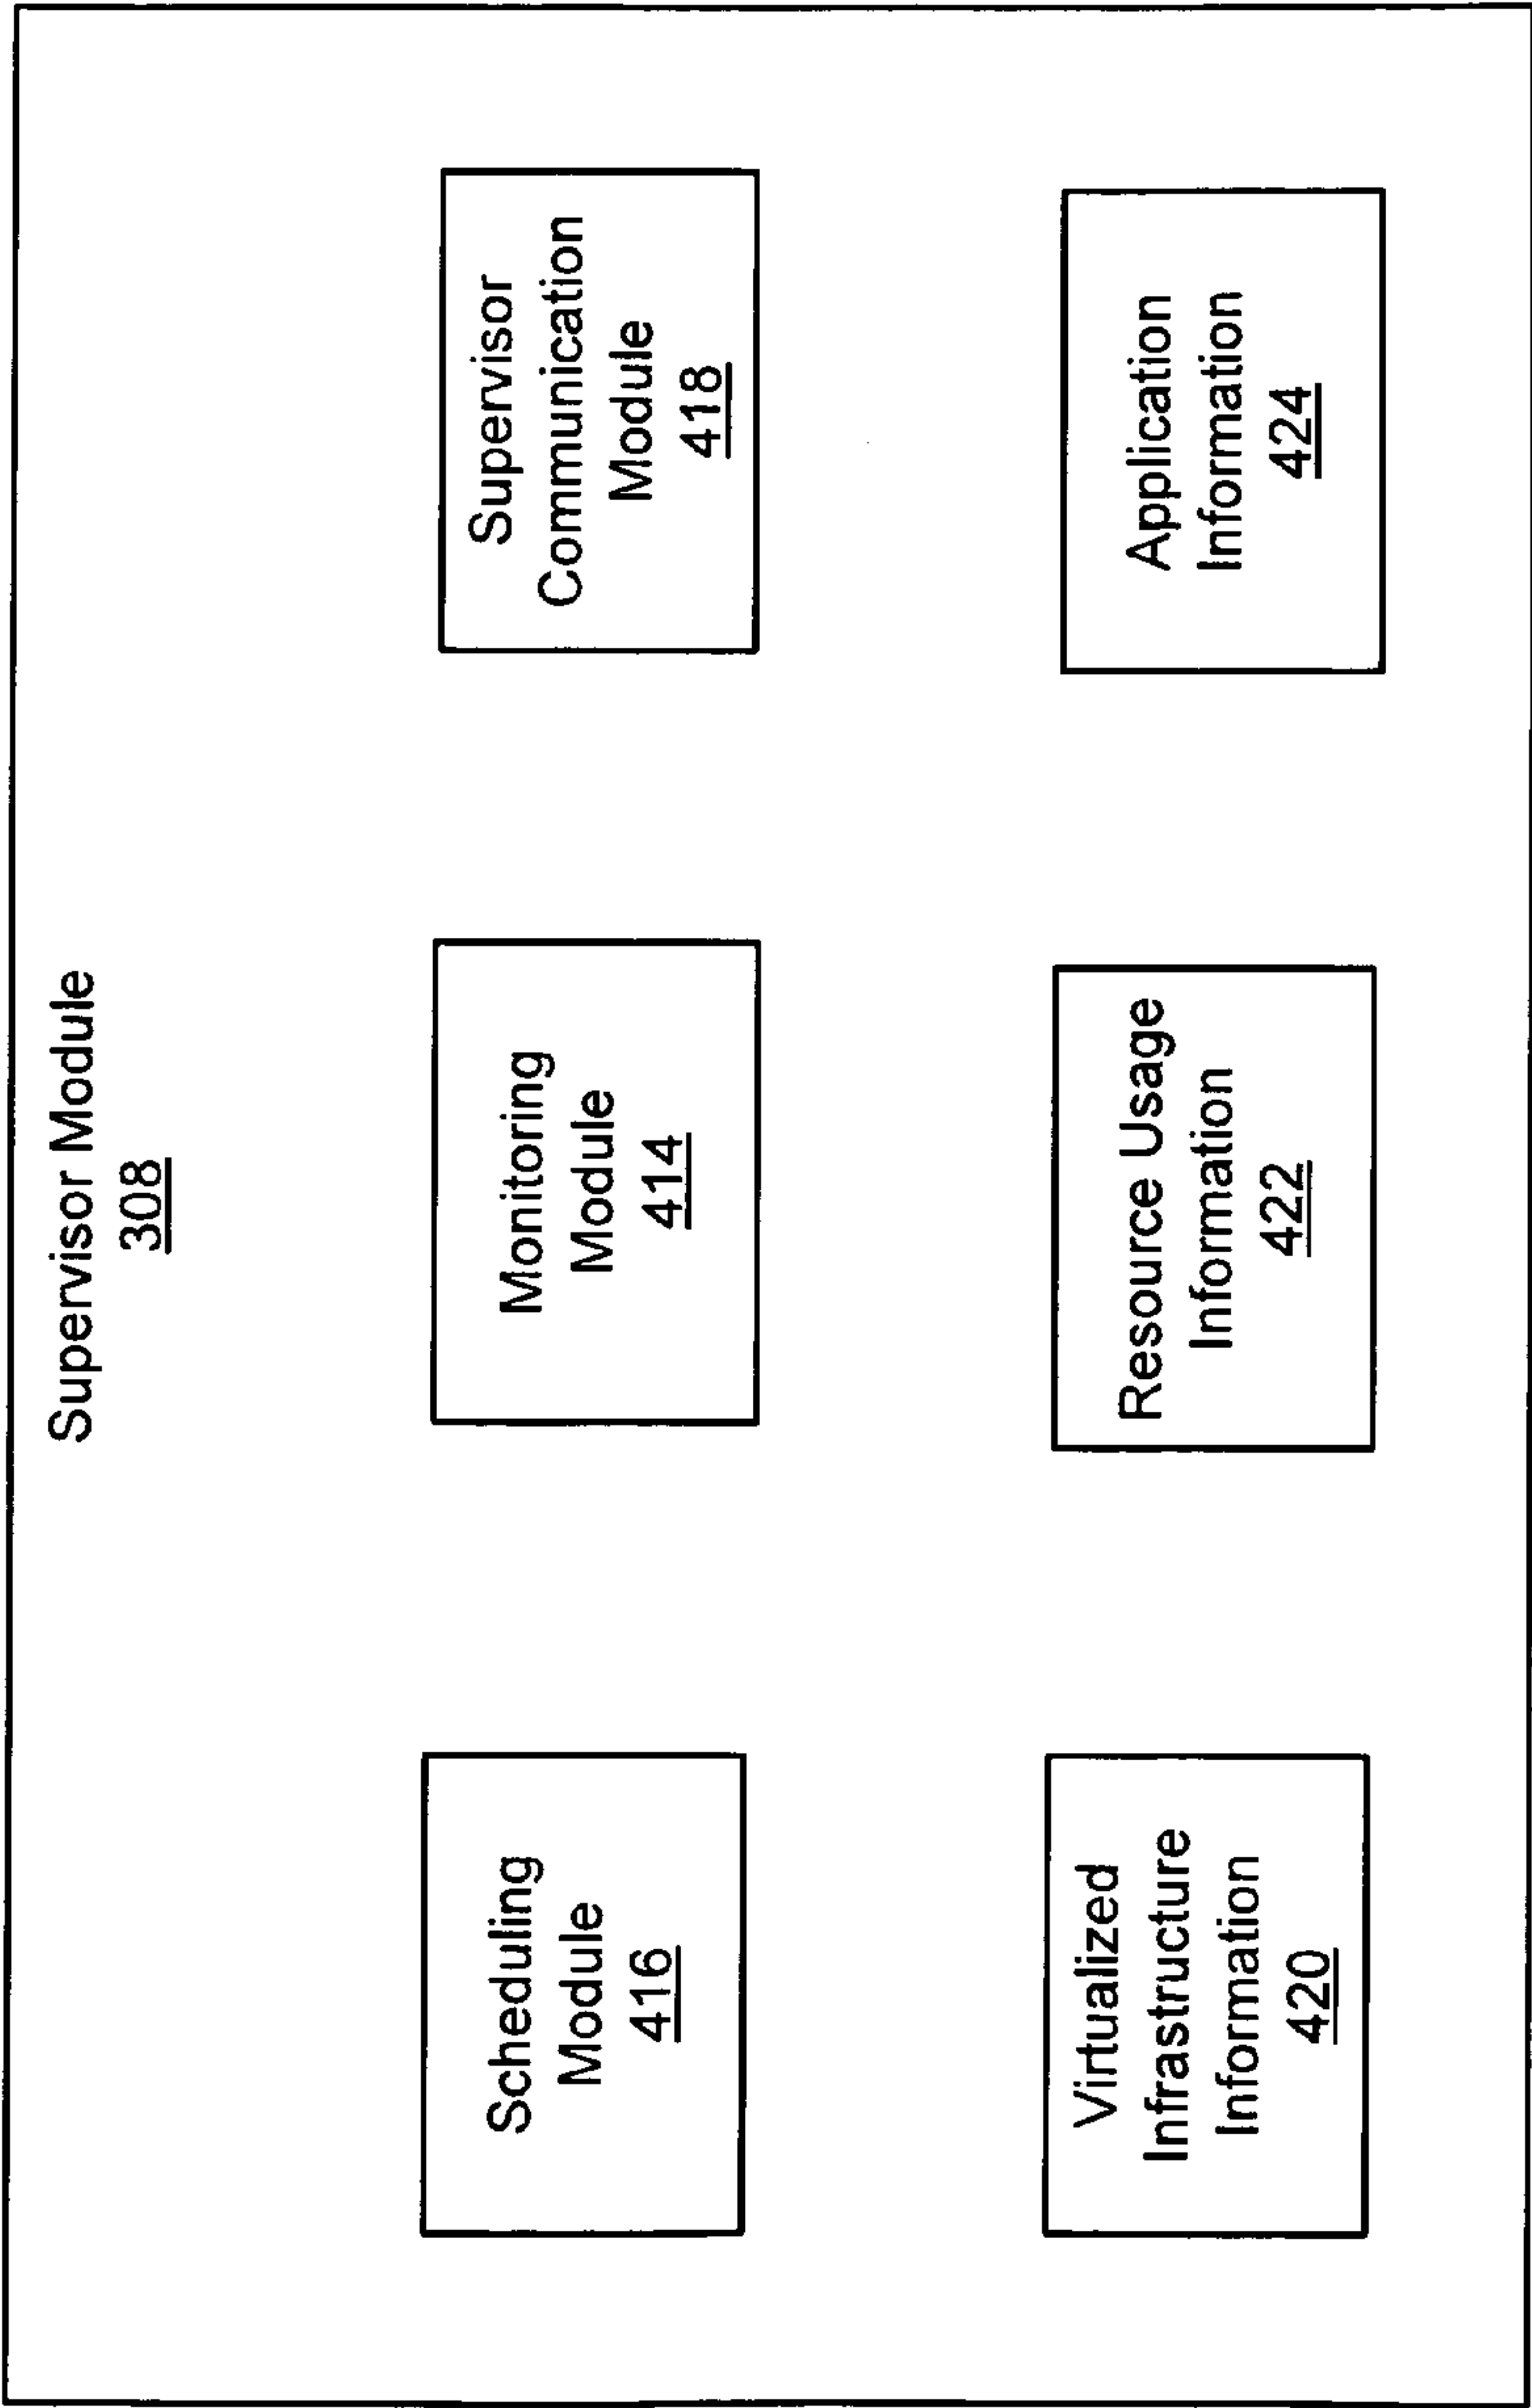 Supervisor Module
308
Scheduling
Module
416
Monitoring
Module
414
Supervisor
Communication
Module
418
Virtualized
Infrastructure
Information
420
Resource Usage
Information
422
Application
Information
424